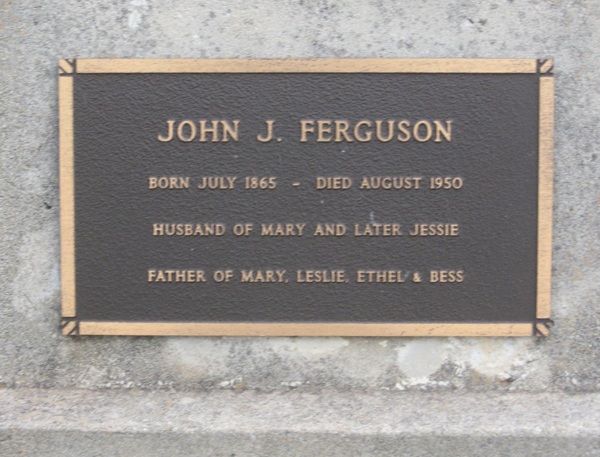 JOHN J. FERGUSON
BORN JULY 1865 - DIED AUGUST 1950
HUSBAND OF MARY AND LATER JESSIE
FATHER OF MARY, LESLIE, ETHEL & BESS